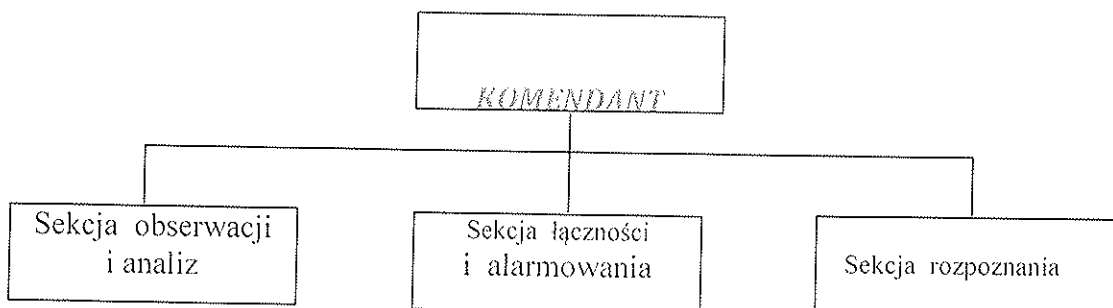 KOMENDANT
Sekcja obserwacji
i analiz
Sekcja łączności
i alarmowania
Sekcja rozpoznania